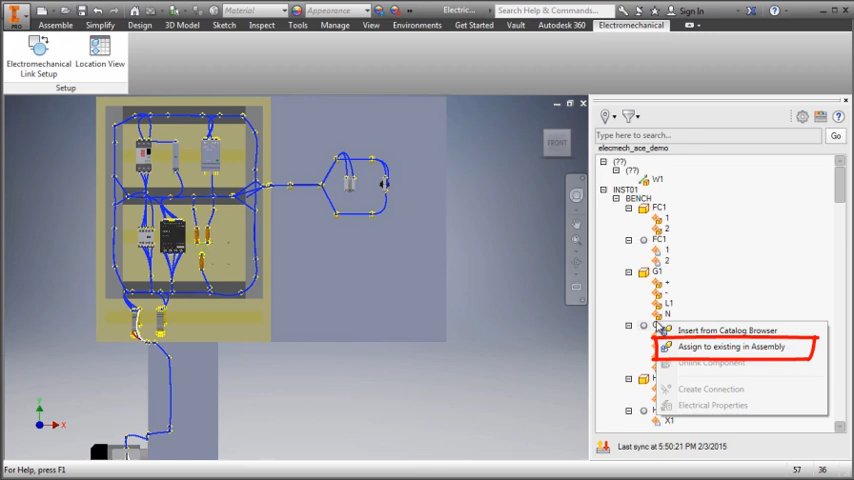 PRO
Material
Appearance
Electric...
Search Help & Commands...
Sign In
Assemble Simplify Design 3D Model Sketch Inspect Tools Manage View Environments Get Started Vault Autodesk 360 Electromechanical
Electromechanical
Link Setup
Location View
Setup
FRONT
Type to search here...
Go
elecmech_ace_demo
(??)
(??)
W1
INST01
BENCH
FC1
1
2
FC1
1
2
G1
+
-
L1
N
Insert from Catalog Browser
Assign to existing in Assembly
Unlink Component
Create Connection
Electrical Properties
X1
Y
X
Last sync at 5:50:21 PM 2/3/2015
For Help, press F1
57 36